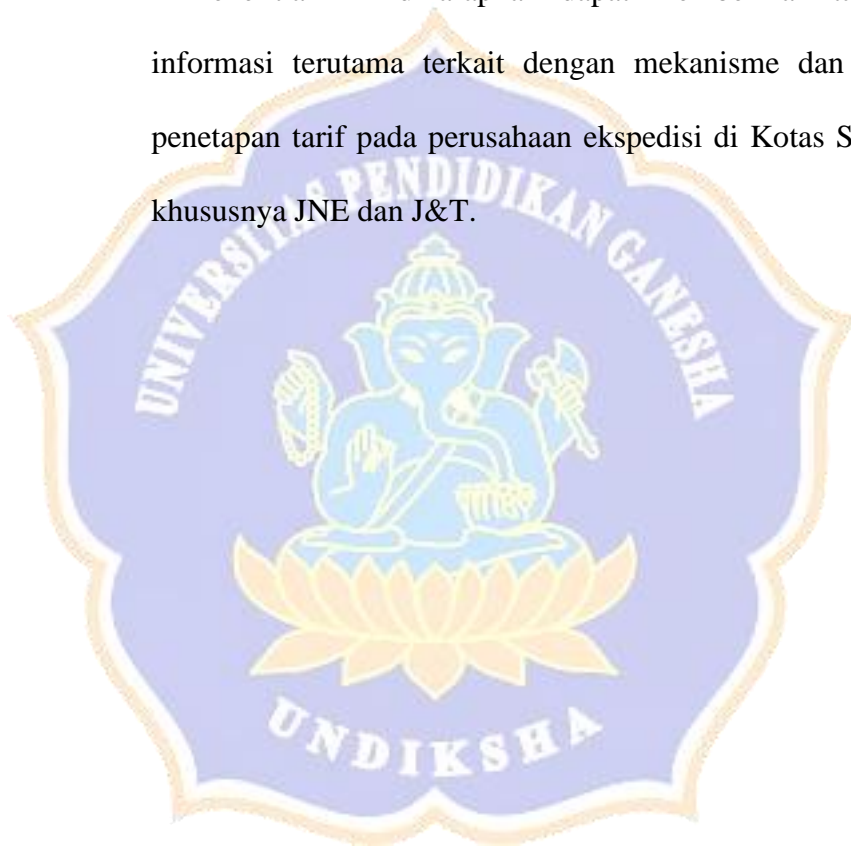 informasi terutama terkait dengan mekanisme dan
penetapan tarif pada perusahaan ekspedisi di Kotas S
khususnya JNE dan J&T.
UNIVERSITAS PENDIDIKAN GANESHA
UNDIKSHA